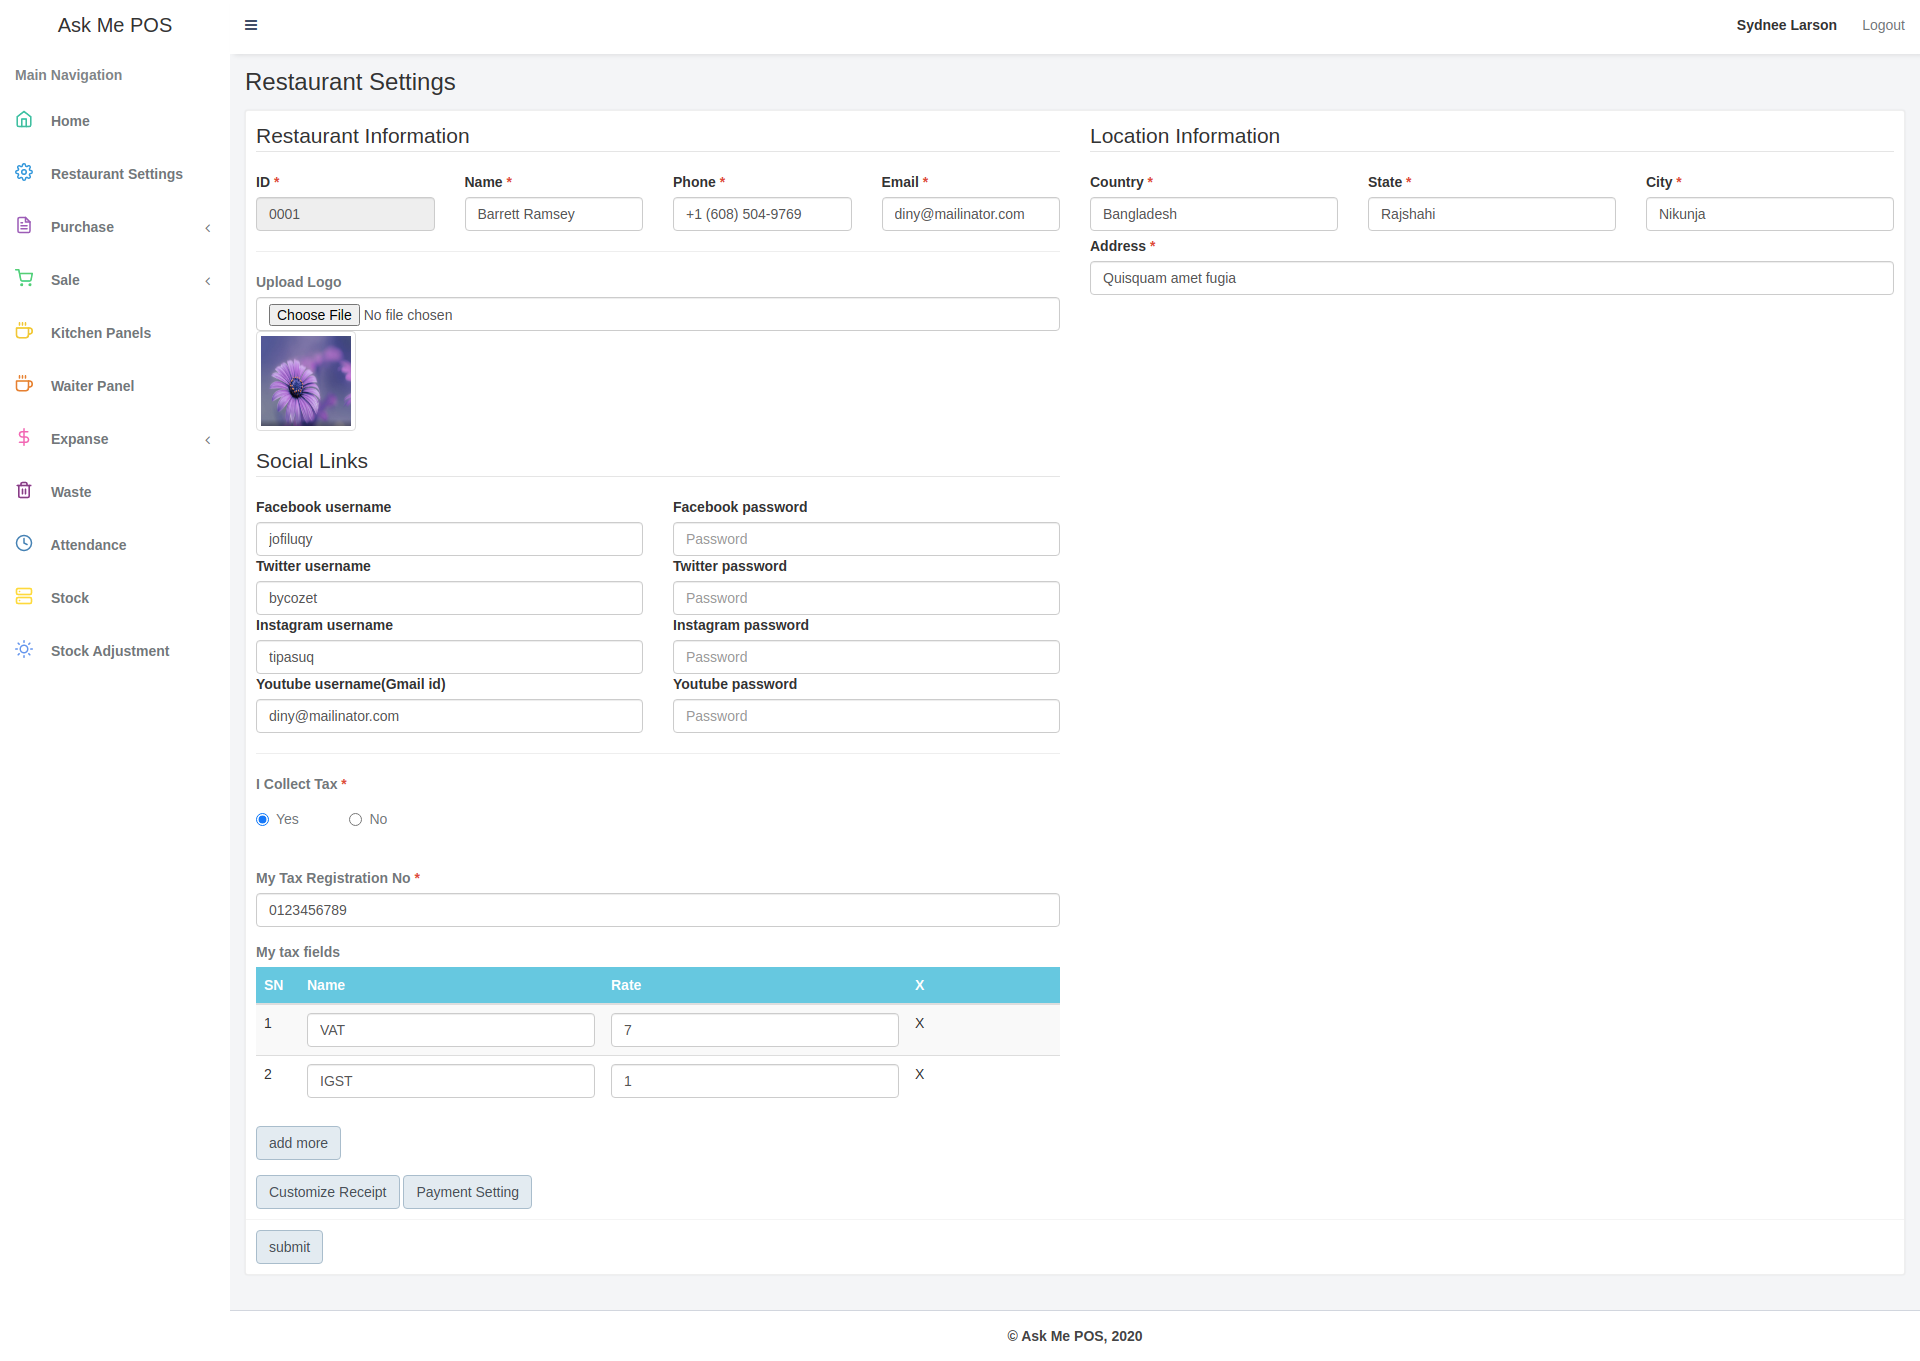 Ask Me POS
Sydnee Larson Logout
Main Navigation
Home
Restaurant Settings
Purchase
Sale
Kitchen Panels
Waiter Panel
Expanse
Waste
Attendance
Stock
Stock Adjustment
Restaurant Settings
Restaurant Information
ID * Name * Phone * Email *
0001 Barrett Ramsey +1 (608) 504-9769 diny@mailinator.com
Upload Logo
Choose File No file chosen
Social Links
Facebook username Facebook password
jofiluqy Password
Twitter username Twitter password
bycozet Password
Instagram username Instagram password
tipasuq Password
Youtube username(Gmail id) Youtube password
diny@mailinator.com Password
I Collect Tax *
Yes No
My Tax Registration No *
0123456789
My tax fields
SN Name Rate X
1 VAT 7 X
2 IGST 1 X
add more
Customize Receipt Payment Setting
submit
Location Information
Country * State * City *
Bangladesh Rajshahi Nikunja
Address *
Quisquam amet fugia
© Ask Me POS, 2020